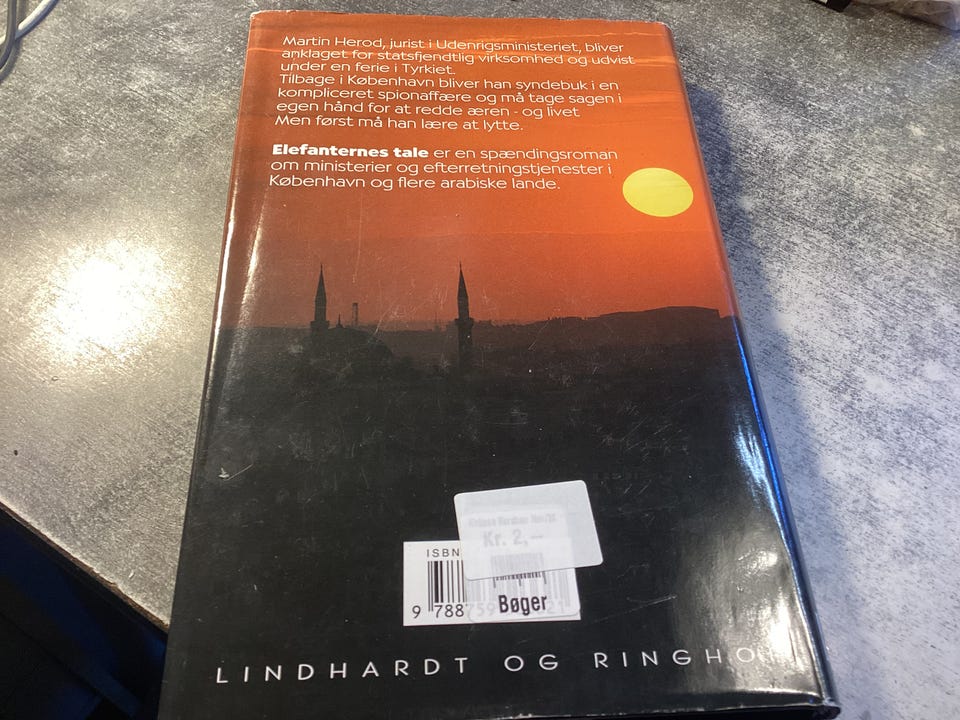 Martin Herod, jurist i Udenrigsministeriet, bliver
anklaget for statsfjendtlig virksomhed og udvist
under en ferie i Tyrkiet.
Tilbage i København bliver han syndebuk i en
kompliceret spionaffære og må tage sagen i
egen hånd for at redde æren - og livet
Men først må han lære at lytte.
Elefanternes tale er en spændingsroman
om ministerier og efterretningstjenester i
København og flere arabiske lande.
Kr. 2,-
ISBN
9 788759 21
Bøger
LINDHARDT OG RINGHO